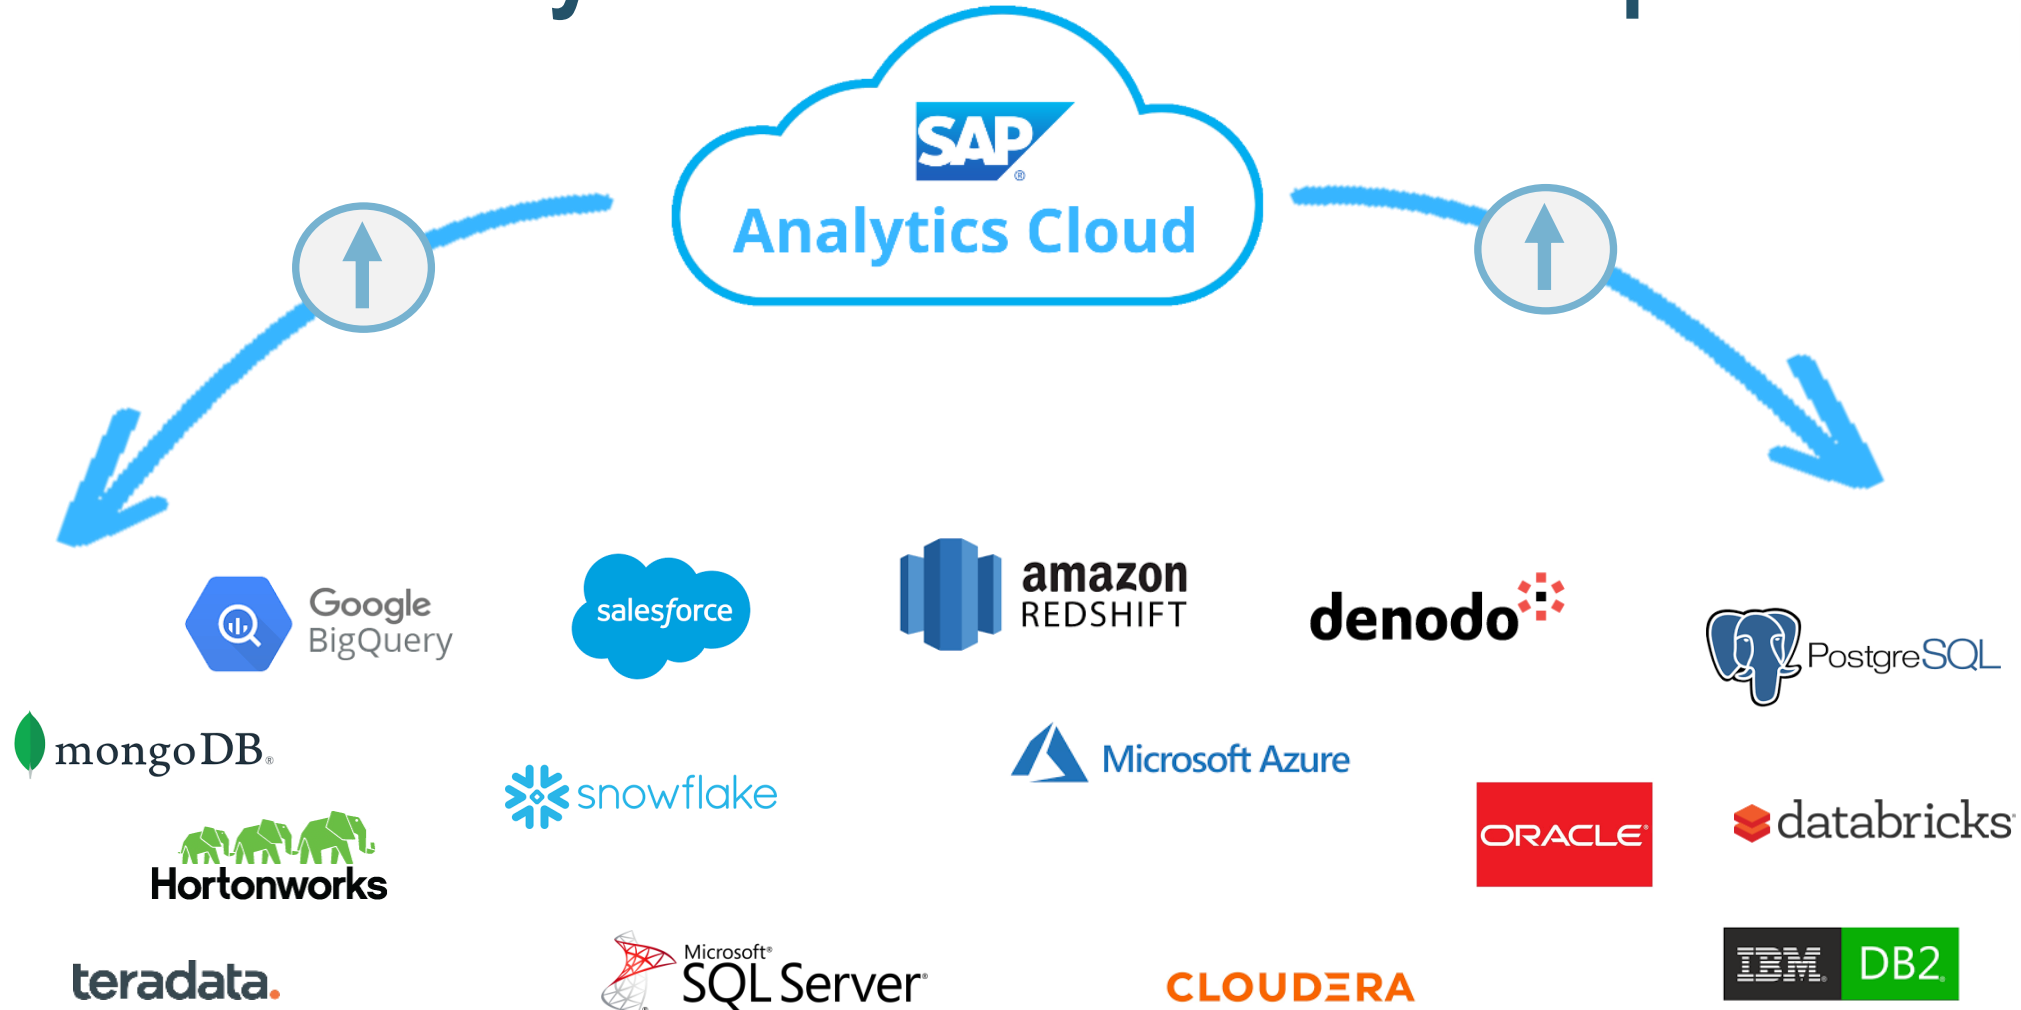 SAP
®
Analytics Cloud
Google
BigQuery
salesforce
amazon
REDSHIFT
denodo
PostgreSQL
mongoDB®
snowflake
Microsoft Azure
ORACLE®
databricks
Hortonworks
teradata.
Microsoft®
SQL Server®
CLOUDERA
IBM® DB2®